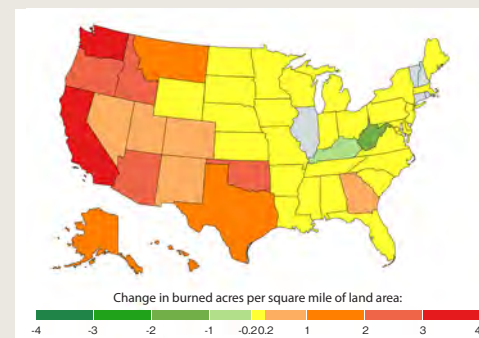 Change in burned acres per square mile of land area:
-4 -3 -2 -1 -0.2 0.2 1 2 3 4